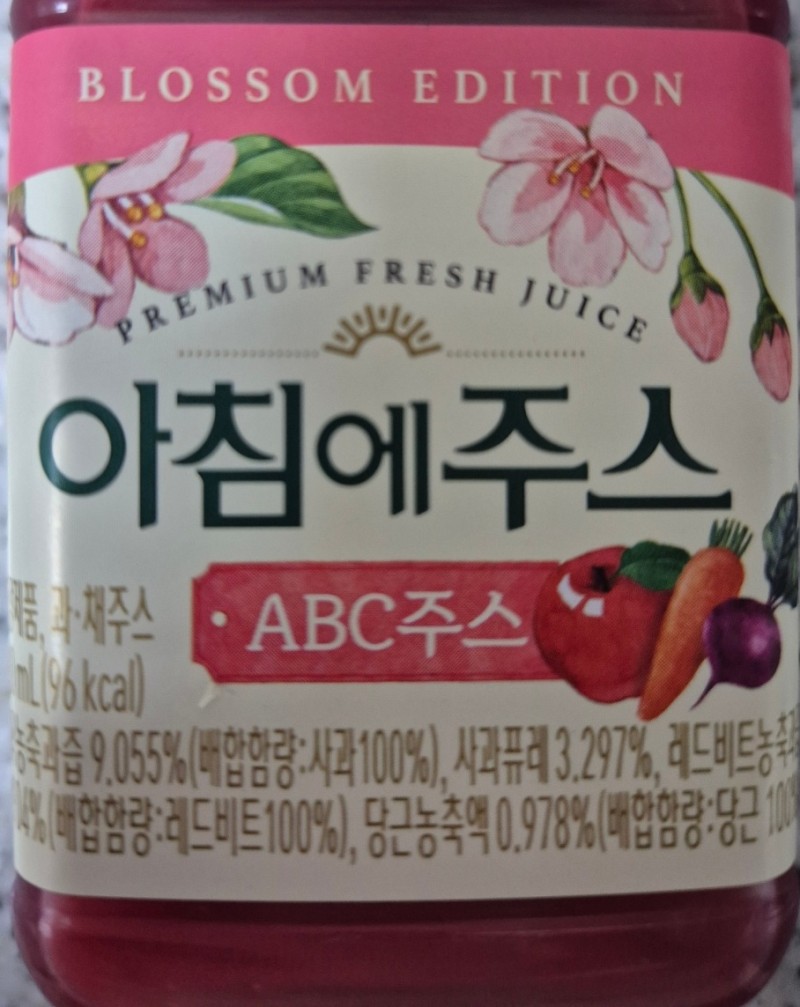 BLOSSOM EDITION
PREMIUM FRESH JUICE
아침에주스
ABC주스
과·채주스
mL(96 kcal)
농축과즙 9.055%(배합함량:사과100%), 사과퓨레 3.297%, 레드비트농축
(배합함량:레드비트100%), 당근농축액 0.978%(배합함량:당근